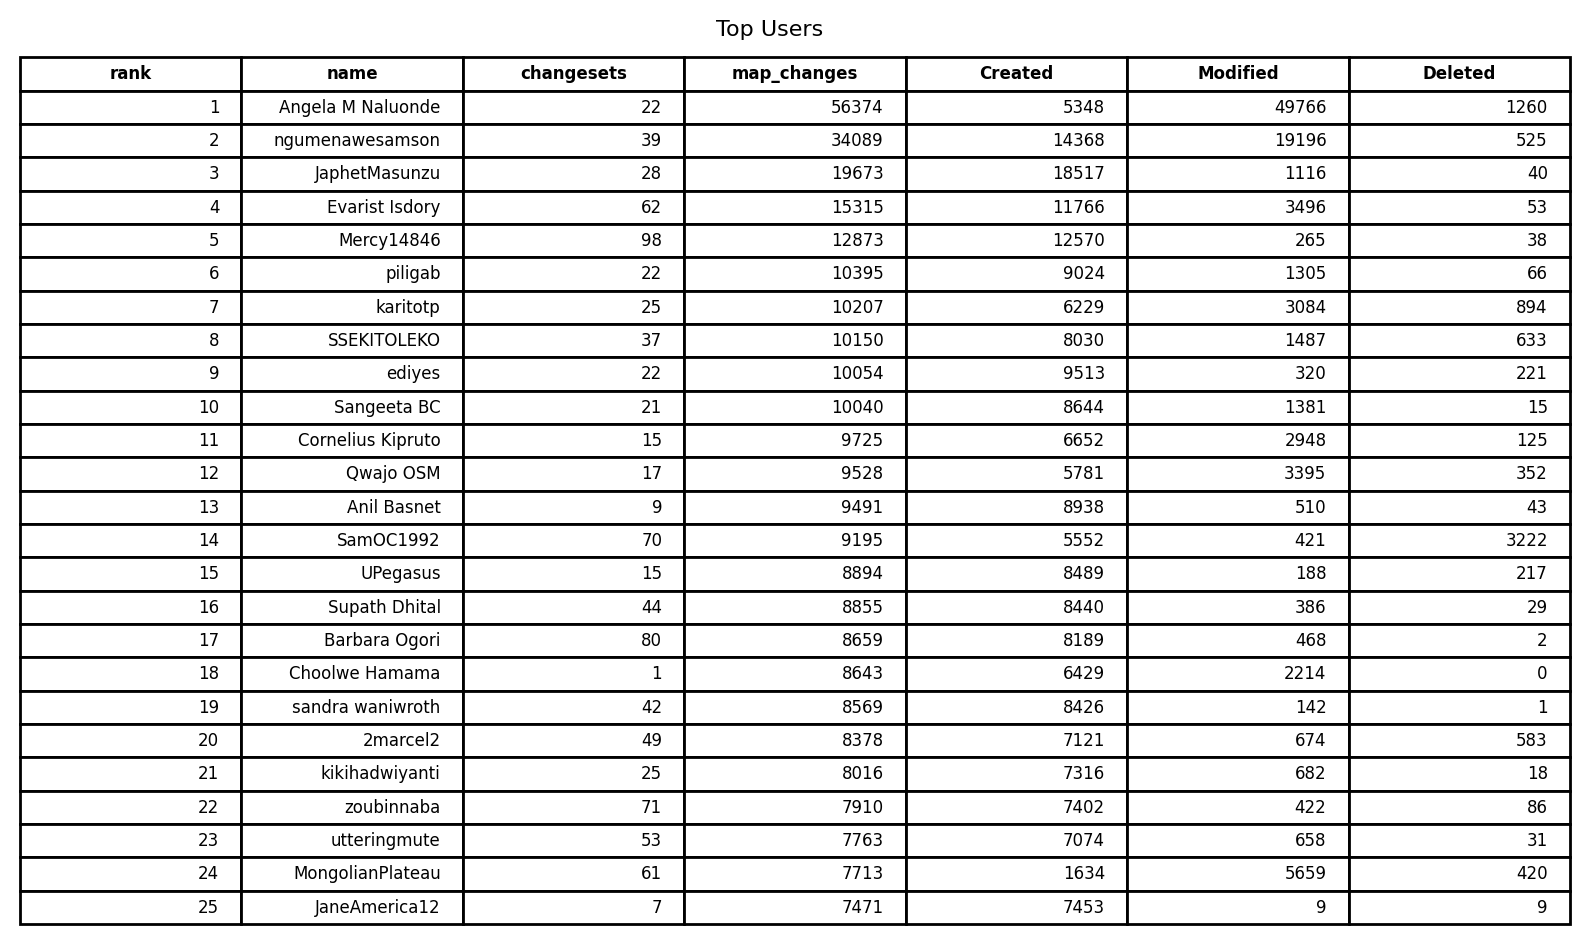 Top Users
rank name changesets map_changes Created Modified Deleted
1 Angela M Naluonde 22 56374 5348 49766 1260
2 ngumenawesamson 39 34089 14368 19196 525
3 JaphetMasunzu 28 19673 18517 1116 40
4 Evarist Isdory 62 15315 11766 3496 53
5 Mercy14846 98 12873 12570 265 38
6 piligab 22 10395 9024 1305 66
7 karitotp 25 10207 6229 3084 894
8 SSEKITOLEKO 37 10150 8030 1487 633
9 ediyes 22 10054 9513 320 221
10 Sangeeta BC 21 10040 8644 1381 15
11 Cornelius Kipruto 15 9725 6652 2948 125
12 Qwajo OSM 17 9528 5781 3395 352
13 Anil Basnet 9 9491 8938 510 43
14 SamOC1992 70 9195 5552 421 3222
15 UPegasus 15 8894 8489 188 217
16 Supath Dhital 44 8855 8440 386 29
17 Barbara Ogori 80 8659 8189 468 2
18 Choolwe Hamama 1 8643 6429 2214 0
19 sandra waniwroth 42 8569 8426 142 1
20 2marcel2 49 8378 7121 674 583
21 kikihadwiyanti 25 8016 7316 682 18
22 zoubinnaba 71 7910 7402 422 86
23 utteringmute 53 7763 7074 658 31
24 MongolianPlateau 61 7713 1634 5659 420
25 JaneAmerica12 7 7471 7453 9 9